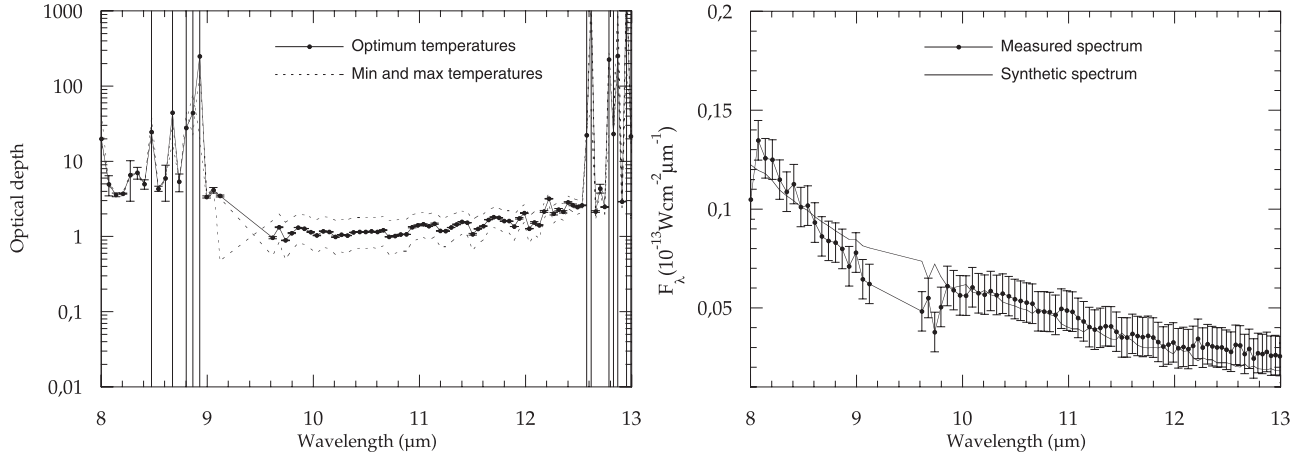 1000
100
10
1
0,1
0,01
Optical depth
Optimum temperatures
Min and max temperatures
8
9
10
11
12
13
Wavelength (μm)
0,2
0,15
0,1
0,05
Fλ(10⁻¹³Wcm⁻²μm⁻¹)
Measured spectrum
Synthetic spectrum
8
9
10
11
12
13
Wavelength (μm)